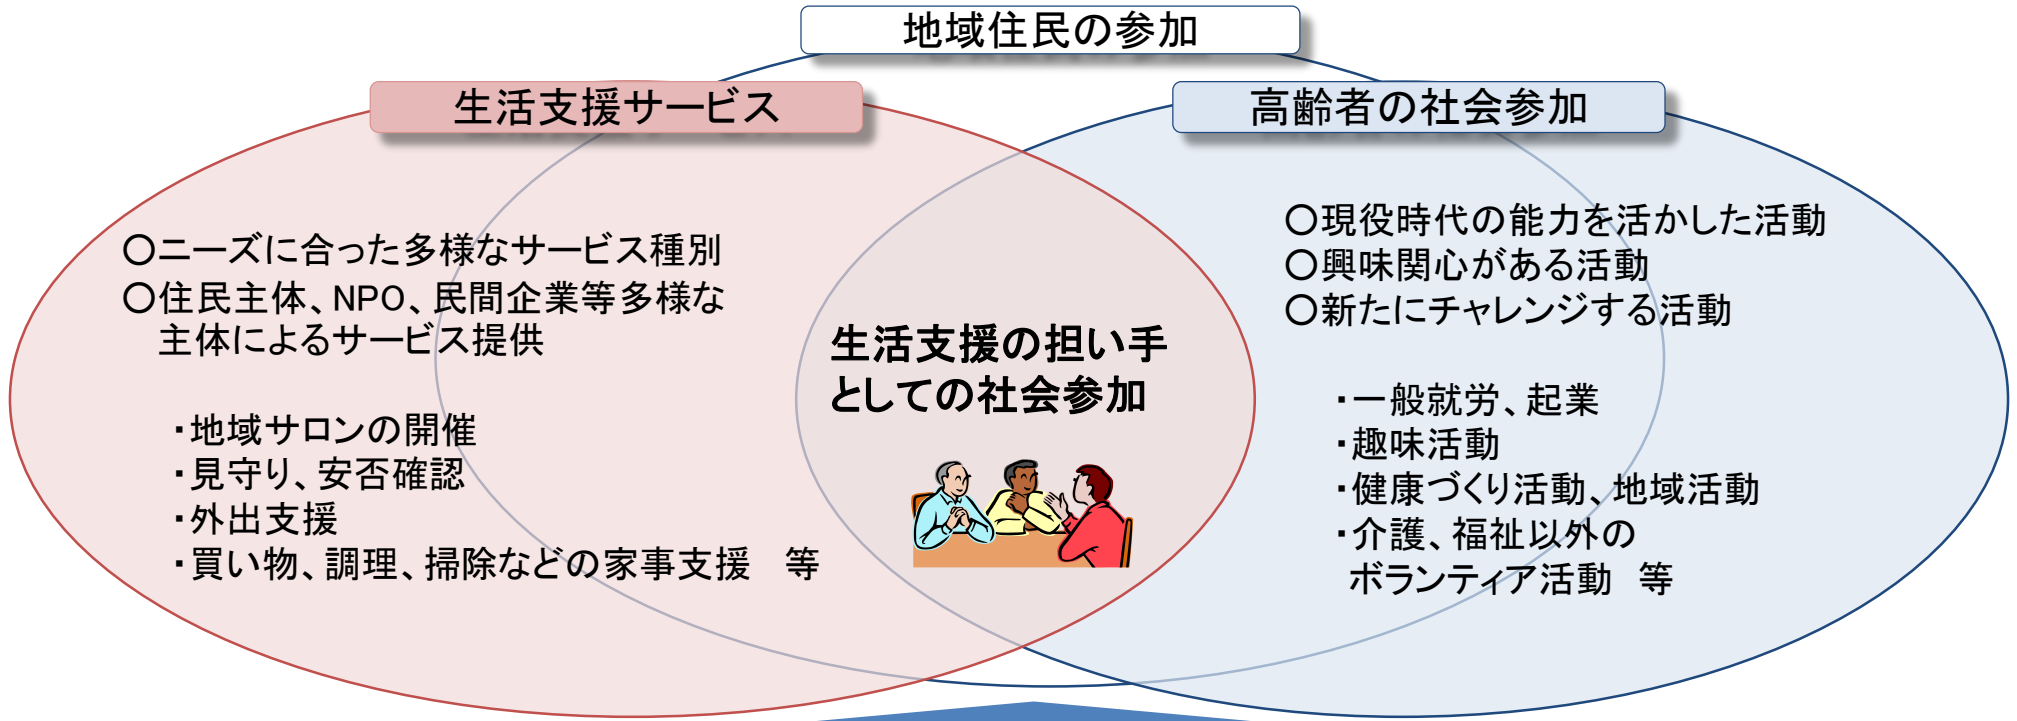 地域住民の参加
生活支援サービス
高齢者の社会参加
〇ニーズに合った多様なサービス種別
〇住民主体、NPO、民間企業等多様な
主体によるサービス提供
・地域サロンの開催
・見守り、安否確認
・外出支援
・買い物、調理、掃除などの家事支援　等
生活支援の担い手
としての社会参加
〇現役時代の能力を活かした活動
〇興味関心がある活動
〇新たにチャレンジする活動
・一般就労、起業
・趣味活動
・健康づくり活動、地域活動
・介護、福祉以外の
ボランティア活動　等